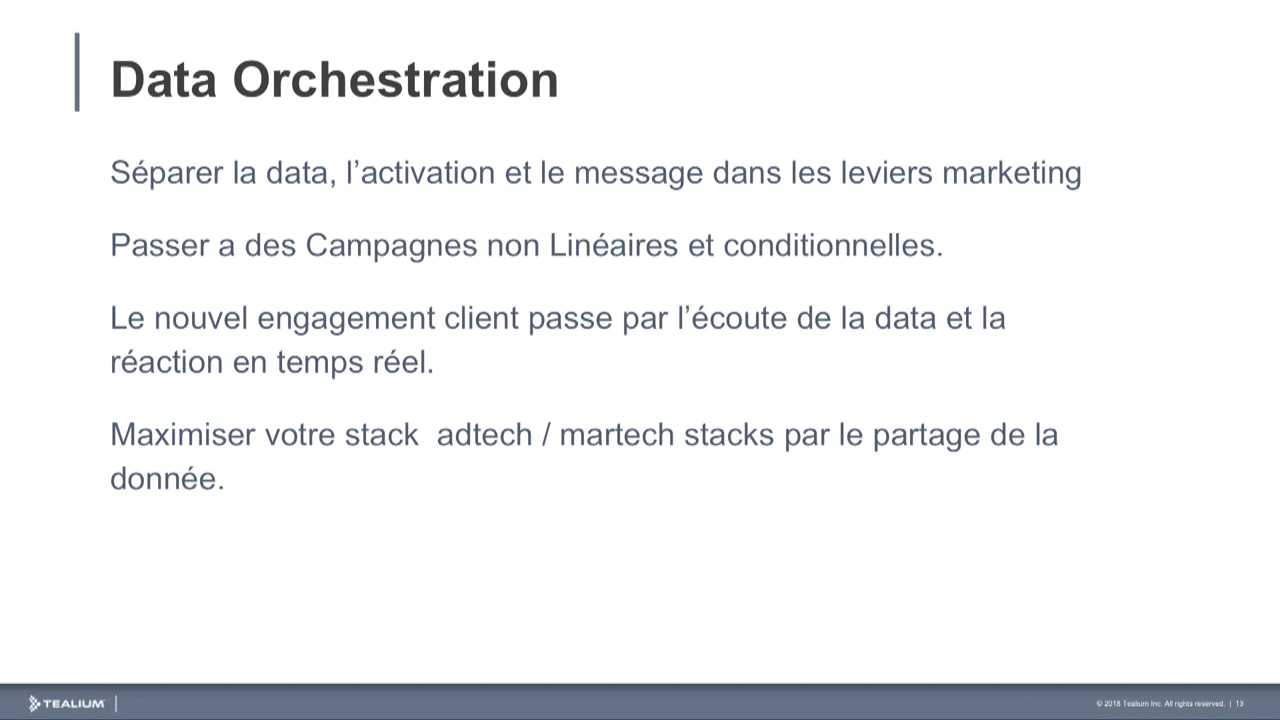 Data Orchestration
Séparer la data, l’activation et le message dans les leviers marketing
Passer a des Campagnes non Linéaires et conditionnelles.
Le nouvel engagement client passe par l’écoute de la data et la
réaction en temps réel.
Maximiser votre stack  adtech / martech stacks par le partage de la
donnée.
TEALIUM
© 2018 Tealium Inc. All rights reserved. | 13